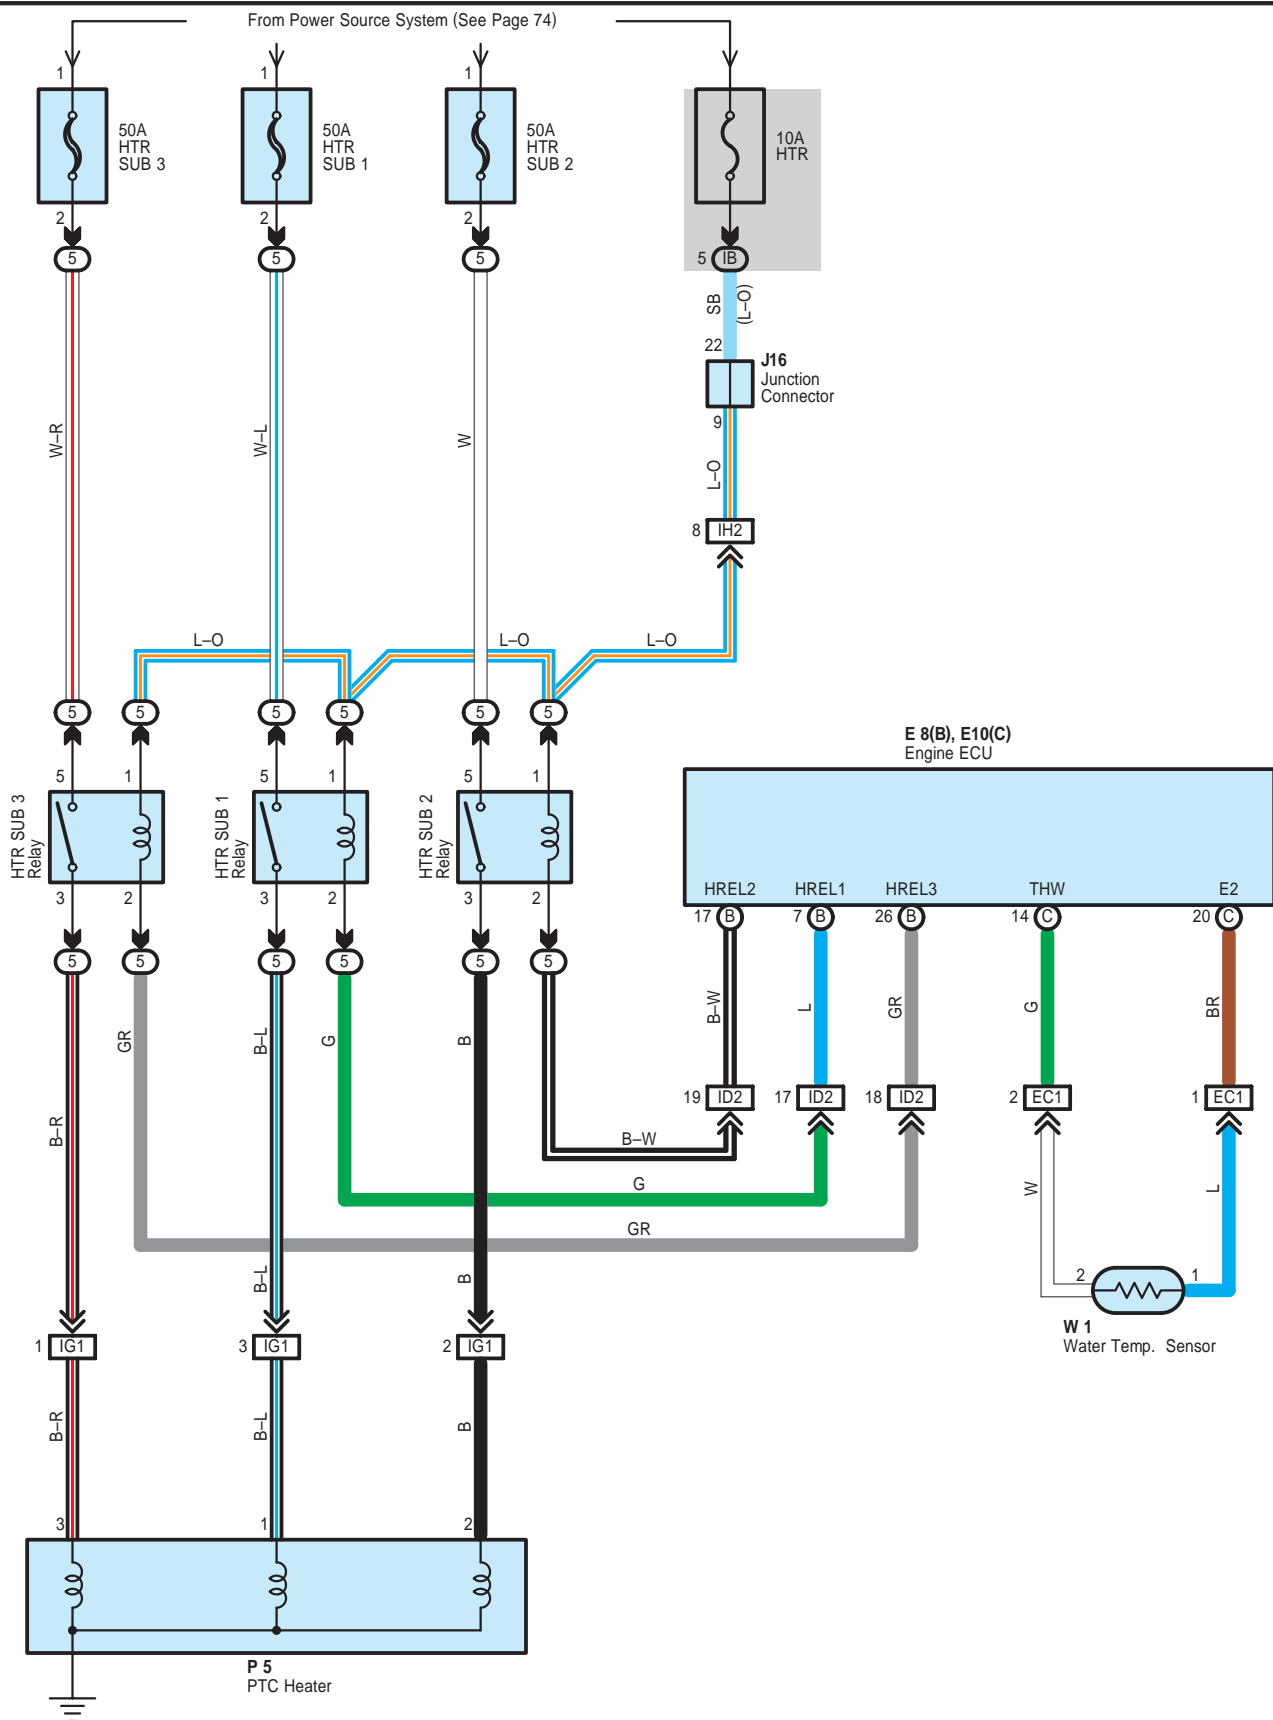 From Power Source System (See Page 74)
1
1
1
50A
HTR
SUB 3
50A
HTR
SUB 1
50A
HTR
SUB 2
10A
HTR
2
2
2
5
5
5
5
IB
SB
(L–O)
22
J16
Junction
Connector
9
W–R
W–L
W
L–O
8
IH2
L–O
L–O
L–O
5
5
5
5
5
5
E 8(B), E10(C)
Engine ECU
5
1
5
1
5
1
HTR SUB 3
Relay
HTR SUB 1
Relay
HTR SUB 2
Relay
3
2
3
2
3
2
HREL2
HREL1
HREL3
THW
E2
17
B
7
B
26
B
14
C
20
C
5
5
5
5
5
5
GR
B–L
G
B
B–W
L
GR
G
BR
19
ID2
17
ID2
18
ID2
2
EC1
1
EC1
B–R
B–W
G
GR
W
L
B–L
B
2
1
W 1
Water Temp. Sensor
1
IG1
3
IG1
2
IG1
B–R
B–L
B
3
1
2
P 5
PTC Heater